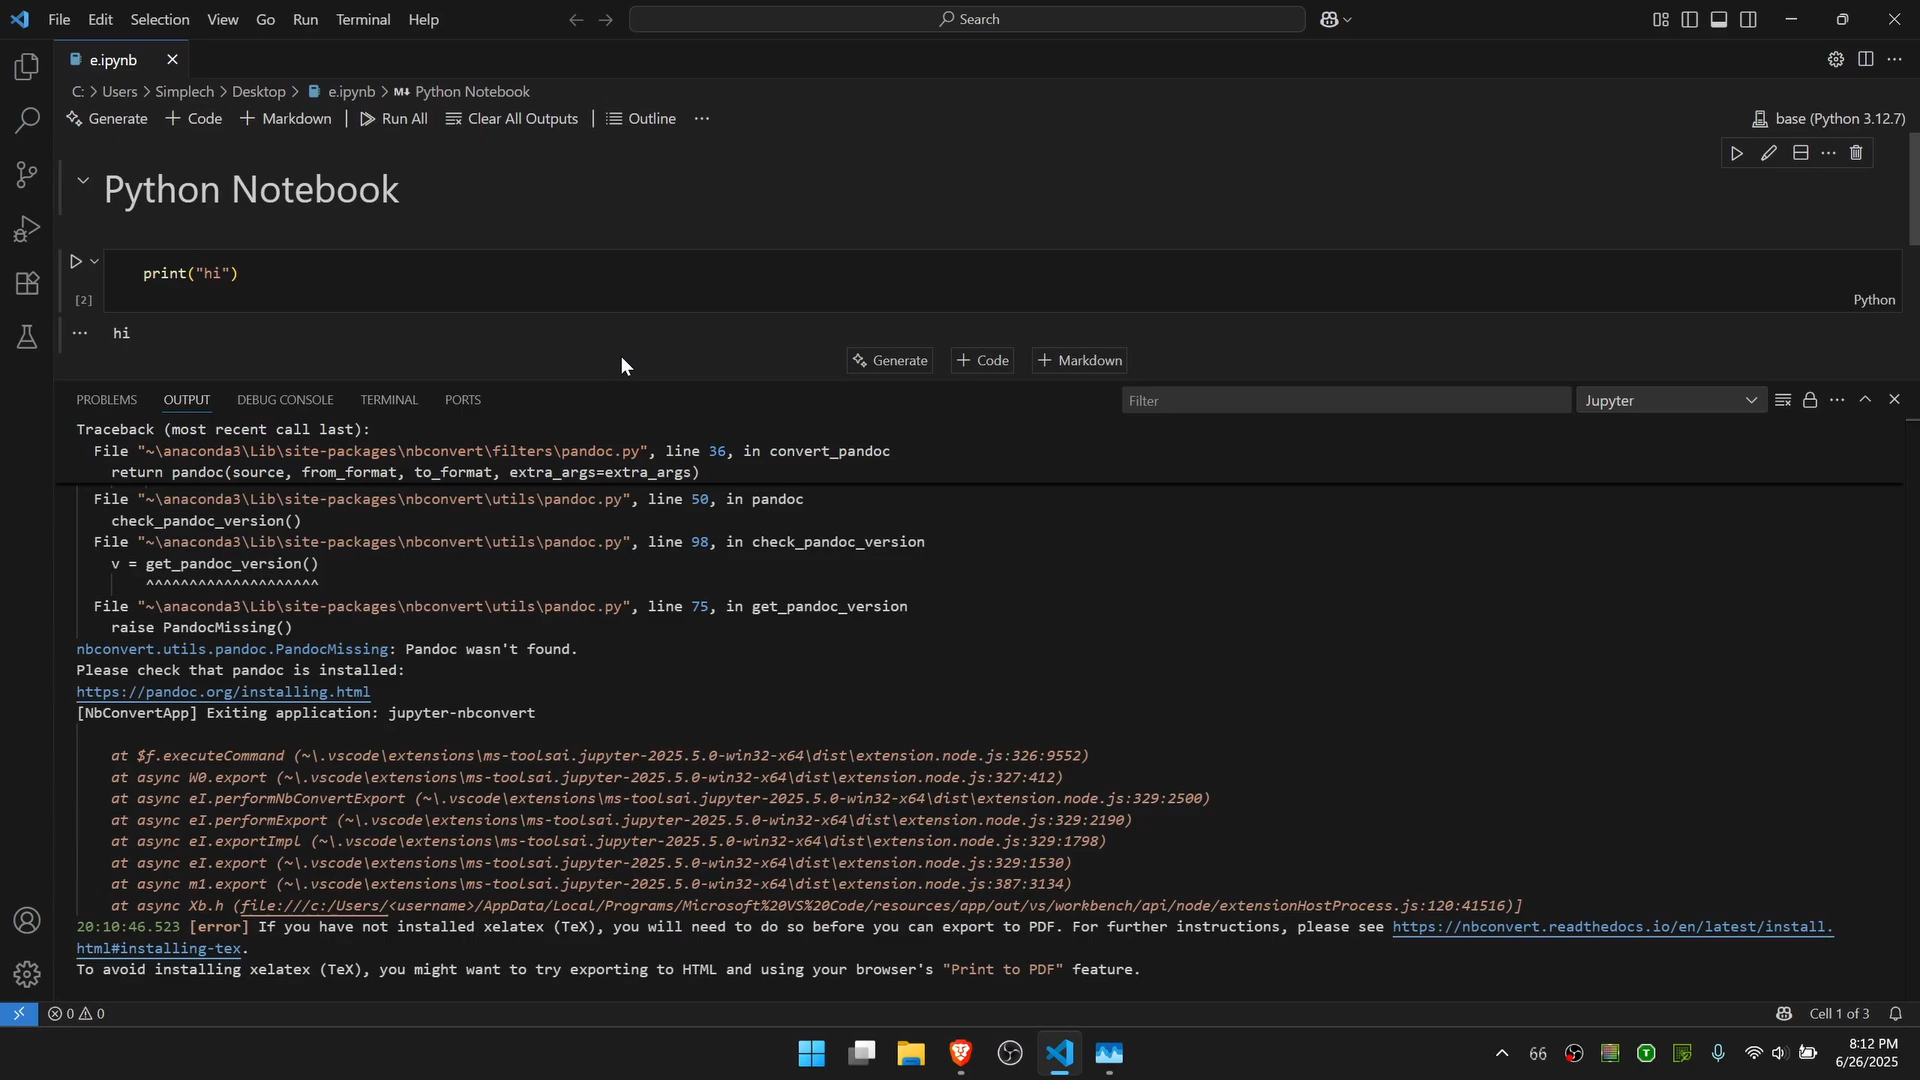 File Edit Selection View Go Run Terminal Help
Search
e.ipynb
C: > Users > Simplech > Desktop > e.ipynb > M↓ Python Notebook
Generate + Code + Markdown | Run All Clear All Outputs | Outline ···
base (Python 3.12.7)
Python Notebook
print("hi")
[2]
Python
hi
Generate + Code + Markdown
PROBLEMS OUTPUT DEBUG CONSOLE TERMINAL PORTS
Filter
Jupyter
Traceback (most recent call last):
File "~\anaconda3\Lib\site-packages\nbconvert\filters\pandoc.py", line 36, in convert_pandoc
return pandoc(source, from_format, to_format, extra_args=extra_args)
File "~\anaconda3\Lib\site-packages\nbconvert\utils\pandoc.py", line 50, in pandoc
check_pandoc_version()
File "~\anaconda3\Lib\site-packages\nbconvert\utils\pandoc.py", line 98, in check_pandoc_version
v = get_pandoc_version()
^^^^^^^^^^^^^^^^^^^^
File "~\anaconda3\Lib\site-packages\nbconvert\utils\pandoc.py", line 75, in get_pandoc_version
raise PandocMissing()
nbconvert.utils.pandoc.PandocMissing: Pandoc wasn't found.
Please check that pandoc is installed:
https://pandoc.org/installing.html
[NbConvertApp] Exiting application: jupyter-nbconvert
at $f.executeCommand (~\.vscode\extensions\ms-toolsai.jupyter-2025.5.0-win32-x64\dist\extension.node.js:326:9552)
at async W0.export (~\.vscode\extensions\ms-toolsai.jupyter-2025.5.0-win32-x64\dist\extension.node.js:327:412)
at async eI.performNbConvertExport (~\.vscode\extensions\ms-toolsai.jupyter-2025.5.0-win32-x64\dist\extension.node.js:329:2500)
at async eI.performExport (~\.vscode\extensions\ms-toolsai.jupyter-2025.5.0-win32-x64\dist\extension.node.js:329:2190)
at async eI.exportImpl (~\.vscode\extensions\ms-toolsai.jupyter-2025.5.0-win32-x64\dist\extension.node.js:329:1798)
at async eI.export (~\.vscode\extensions\ms-toolsai.jupyter-2025.5.0-win32-x64\dist\extension.node.js:329:1530)
at async m1.export (~\.vscode\extensions\ms-toolsai.jupyter-2025.5.0-win32-x64\dist\extension.node.js:387:3134)
at async Xb.h (file:///c:/Users/<username>/AppData/Local/Programs/Microsoft%20VS%20Code/resources/app/out/vs/workbench/api/node/extensionHostProcess.js:120:41516)]
20:10:46.523 [error] If you have not installed xelatex (TeX), you will need to do so before you can export to PDF. For further instructions, please see https://nbconvert.readthedocs.io/en/latest/install.
html#installing-tex.
To avoid installing xelatex (TeX), you might want to try exporting to HTML and using your browser's "Print to PDF" feature.
0 0
Cell 1 of 3
66
8:12 PM
6/26/2025